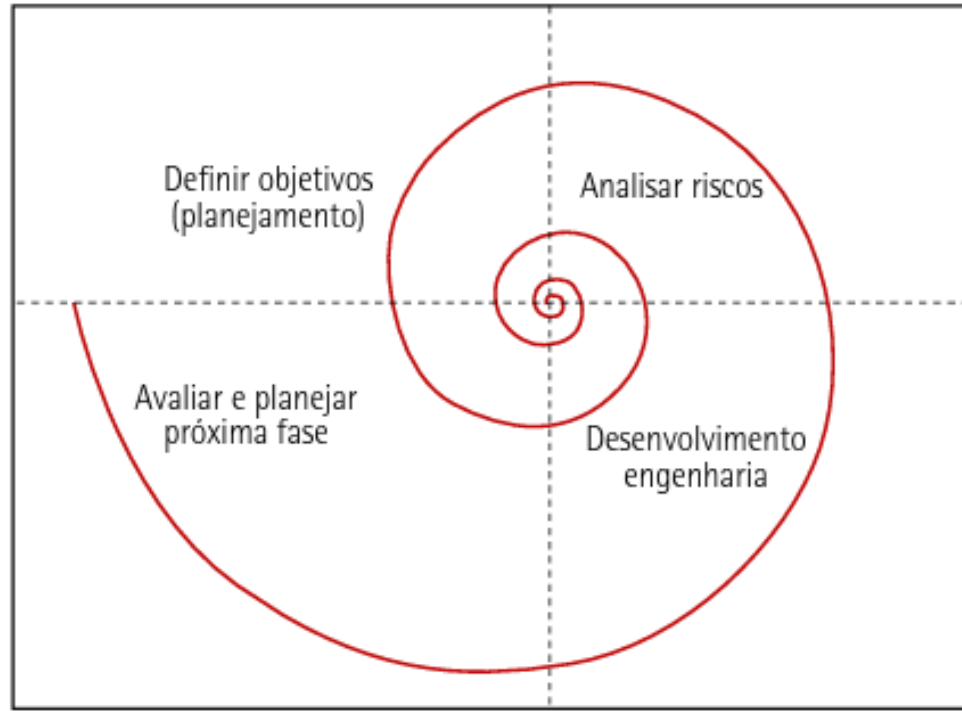 Definir objetivos
(planejamento)
Analisar riscos
Avaliar e planejar
próxima fase
Desenvolvimento
engenharia